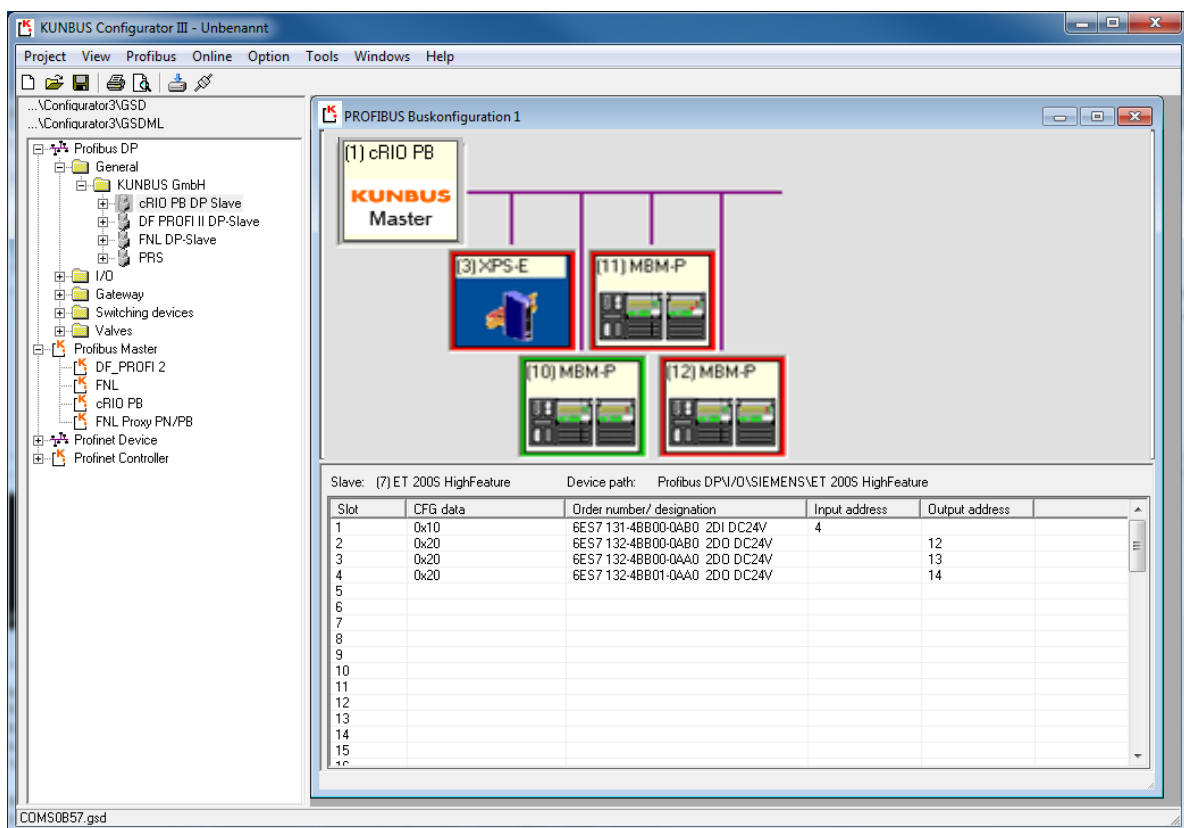 KUNBUS Configurator III - Unbenannt
Project View Profibus Online Option Tools Windows Help
...\Configurator3\GSD
...\Configurator3\GSDML
Profibus DP
General
KUNBUS GmbH
cRIO PB DP Slave
DF PROFI II DP-Slave
FNL DP-Slave
PRS
I/O
Gateway
Switching devices
Valves
Profibus Master
DF_PROFI 2
FNL
cRIO PB
FNL Proxy PN/PB
Profinet Device
Profinet Controller
PROFIBUS Buskonfiguration 1
(1) cRIO PB
KUNBUS
Master
(3) XPS-E
(11) MBM-P
(10) MBM-P
(12) MBM-P
Slave: (7) ET 200S HighFeature Device path: Profibus DP\I/O\SIEMENS\ET 200S HighFeature
Slot CFG data Order number/ designation Input address Output address
1 0x10 6ES7 131-4BB00-0AB0 2DI DC24V 4
2 0x20 6ES7 132-4BB00-0AB0 2DO DC24V 12
3 0x20 6ES7 132-4BB00-0AA0 2DO DC24V 13
4 0x20 6ES7 132-4BB01-0AA0 2DO DC24V 14
5
6
7
8
9
10
11
12
13
14
15
COMS0B57.gsd